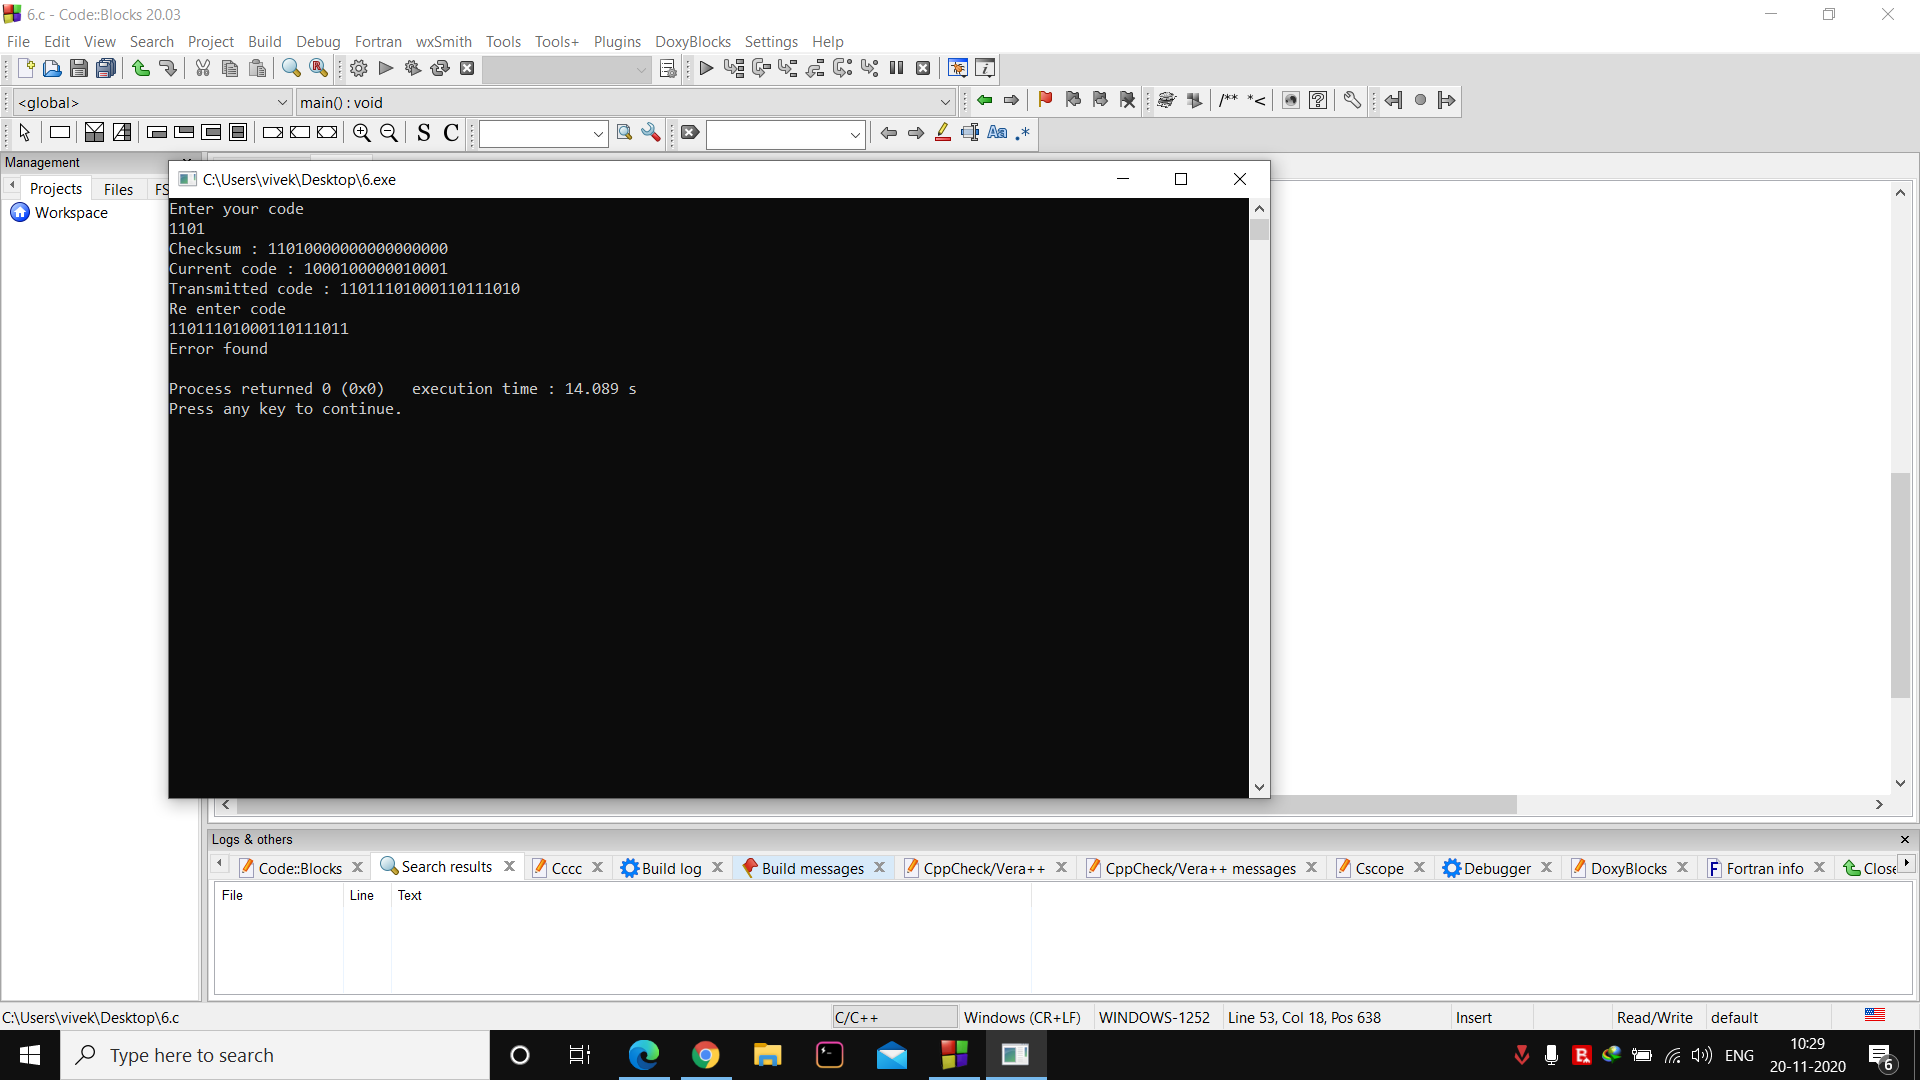 6.c - Code::Blocks 20.03
File Edit View Search Project Build Debug Fortran wxSmith Tools Tools+ Plugins DoxyBlocks Settings Help
<global> main() : void
/** *<
S C Aa .*
Management
Projects Files FS
Workspace
C:\Users\vivek\Desktop\6.exe
Enter your code
1101
Checksum : 11010000000000000000
Current code : 1000100000010001
Transmitted code : 11011101000110111010
Re enter code
11011101000110111011
Error found
Process returned 0 (0x0) execution time : 14.089 s
Press any key to continue.
Logs & others
Code::Blocks Search results Cccc Build log Build messages CppCheck/Vera++ CppCheck/Vera++ messages Cscope Debugger DoxyBlocks Fortran info Close
File Line Text
C:\Users\vivek\Desktop\6.c C/C++ Windows (CR+LF) WINDOWS-1252 Line 53, Col 18, Pos 638 Insert Read/Write default
Type here to search
ENG
10:29
20-11-2020
6